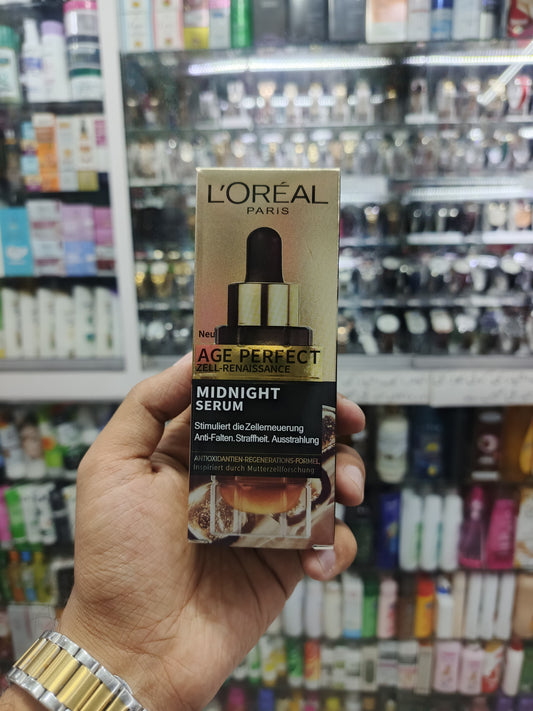 L'ORÉAL
PARIS
Neu
AGE PERFECT
ZELL-RENAISSANCE
MIDNIGHT
SERUM
Stimuliert die Zellerneuerung
Anti-Falten. Straffheit. Ausstrahlung
ANTIOXIDANTIEN-REGENERATIONS-FORMEL
Inspiriert durch Mutterzellforschung